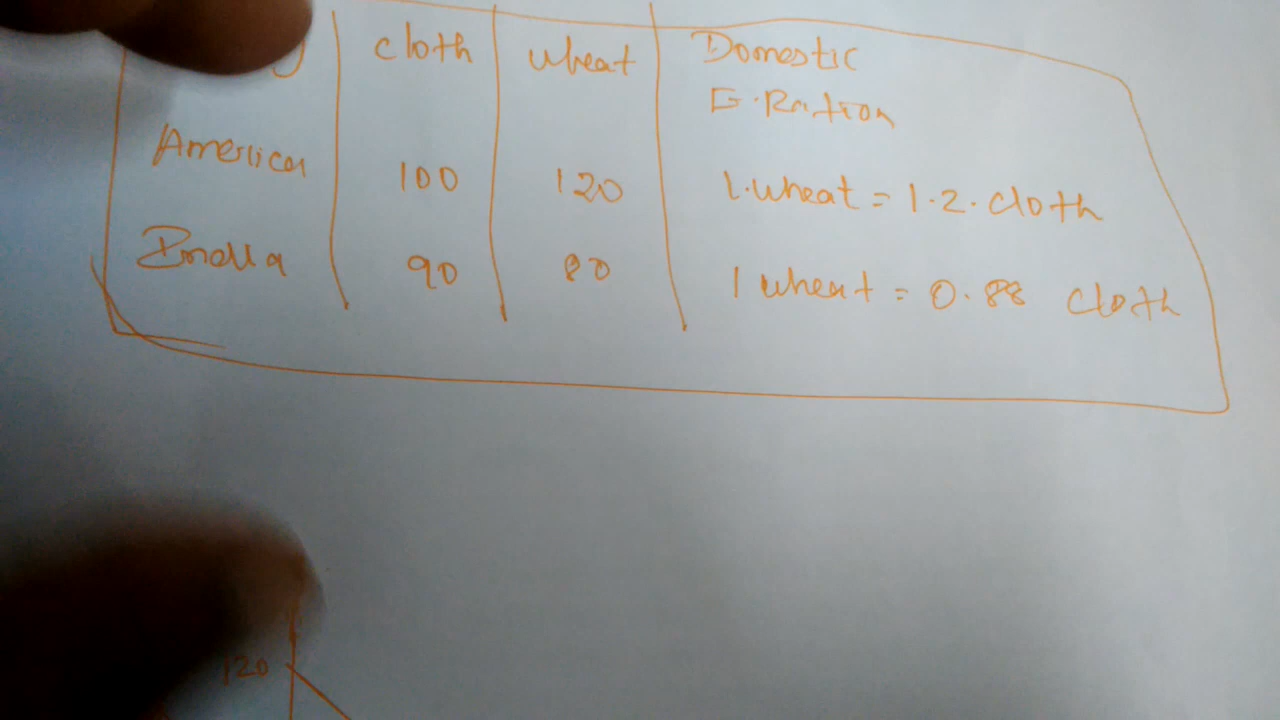 cloth wheat Domestic
E.Ration
America 100 120 1.wheat = 1.2.cloth
India 90 80 1 wheat = 0.88 cloth
120